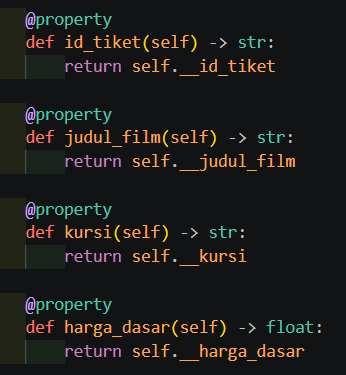 @property
def id_tiket(self) -> str:
    return self.__id_tiket

@property
def judul_film(self) -> str:
    return self.__judul_film

@property
def kursi(self) -> str:
    return self.__kursi

@property
def harga_dasar(self) -> float:
    return self.__harga_dasar